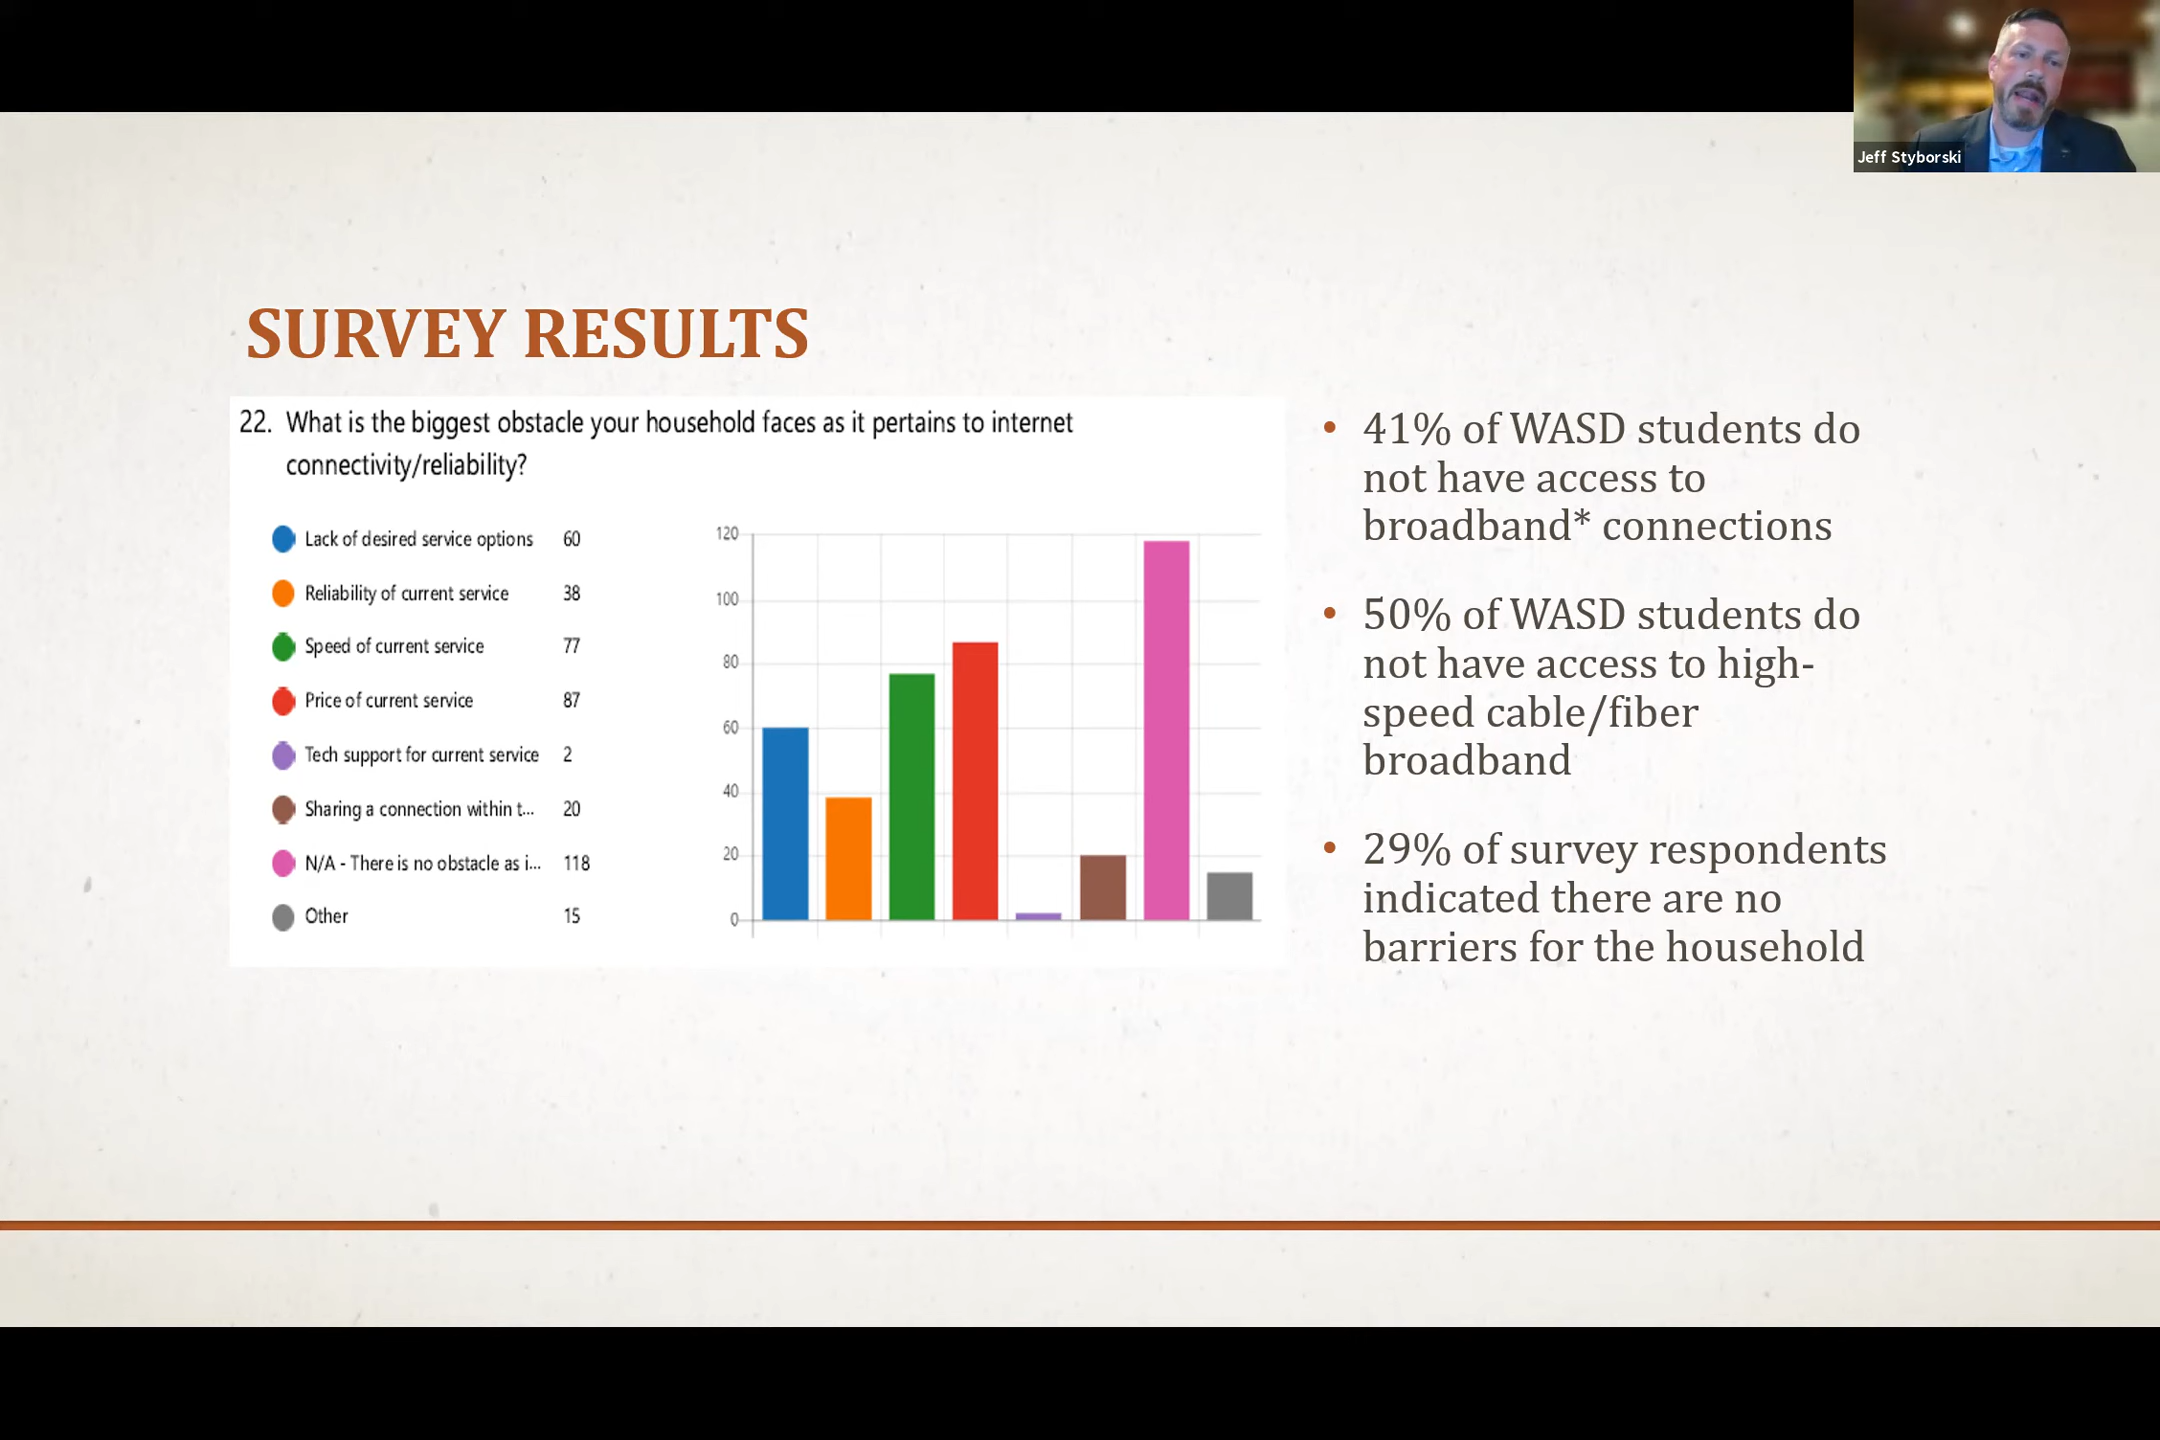 Jeff Styborski
SURVEY RESULTS
22. What is the biggest obstacle your household faces as it pertains to internet
connectivity/reliability?
Lack of desired service options 60
Reliability of current service 38
Speed of current service 77
Price of current service 87
Tech support for current service 2
Sharing a connection within t... 20
N/A - There is no obstacle as i... 118
Other 15
120
100
80
60
40
20
0
• 41% of WASD students do
not have access to
broadband* connections
• 50% of WASD students do
not have access to high-
speed cable/fiber
broadband
• 29% of survey respondents
indicated there are no
barriers for the household